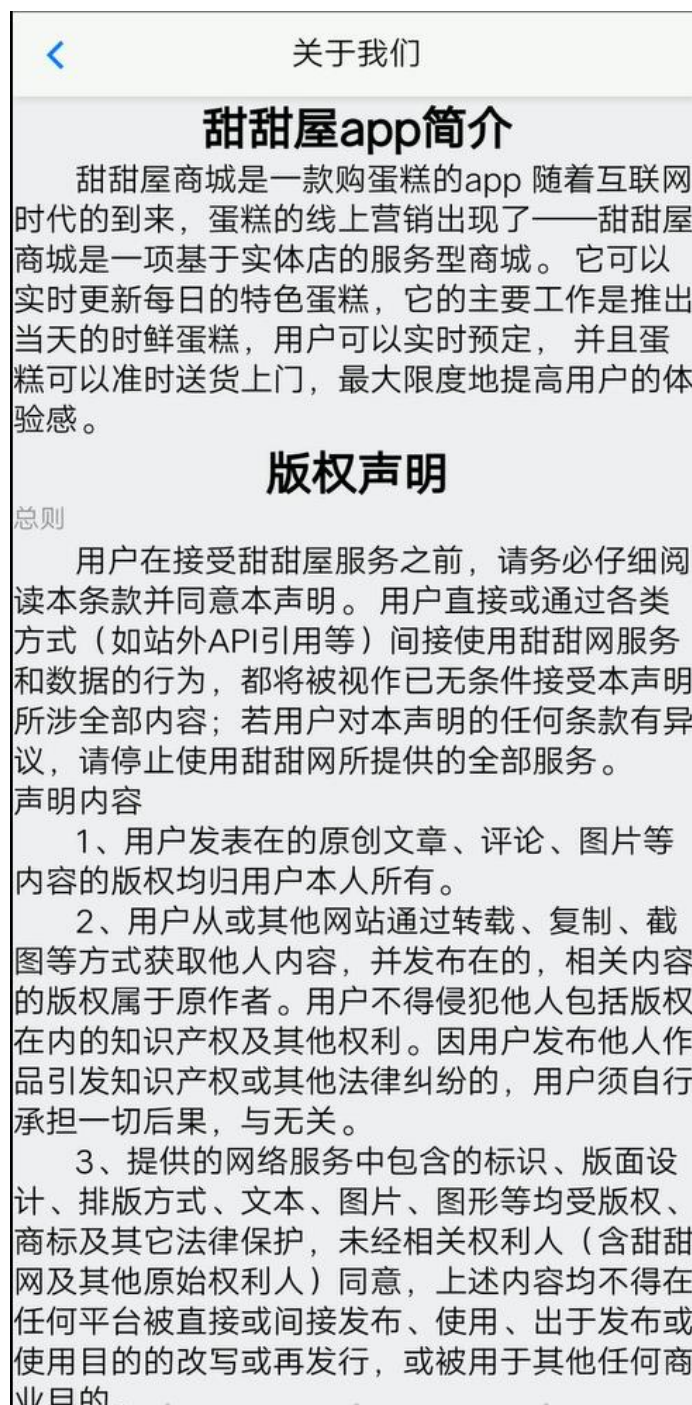 关于我们
甜甜屋app简介
甜甜屋商城是一款购蛋糕的app 随着互联网
时代的到来，蛋糕的线上营销出现了——甜甜屋
商城是一项基于实体店的服务型商城。 它可以
实时更新每日的特色蛋糕，它的主要工作是推出
当天的时鲜蛋糕，用户可以实时预定， 并且蛋
糕可以准时送货上门，最大限度地提高用户的体
验感。
版权声明
总则
用户在接受甜甜屋服务之前，请务必仔细阅
读本条款并同意本声明。 用户直接或通过各类
方式（如站外API引用等）间接使用甜甜网服务
和数据的行为，都将被视作已无条件接受本声明
所涉全部内容；若用户对本声明的任何条款有异
议，请停止使用甜甜网所提供的全部服务。
声明内容
1、用户发表在的原创文章、评论、图片等
内容的版权均归用户本人所有。
2、用户从或其他网站通过转载、复制、截
图等方式获取他人内容，并发布在的，相关内容
的版权属于原作者。用户不得侵犯他人包括版权
在内的知识产权及其他权利。因用户发布他人作
品引发知识产权或其他法律纠纷的，用户须自行
承担一切后果，与无关。
3、提供的网络服务中包含的标识、版面设
计、排版方式、文本、图片、图形等均受版权、
商标及其它法律保护，未经相关权利人（含甜甜
网及其他原始权利人）同意，上述内容均不得在
任何平台被直接或间接发布、使用、出于发布或
使用目的的改写或再发行，或被用于其他任何商
业目的。